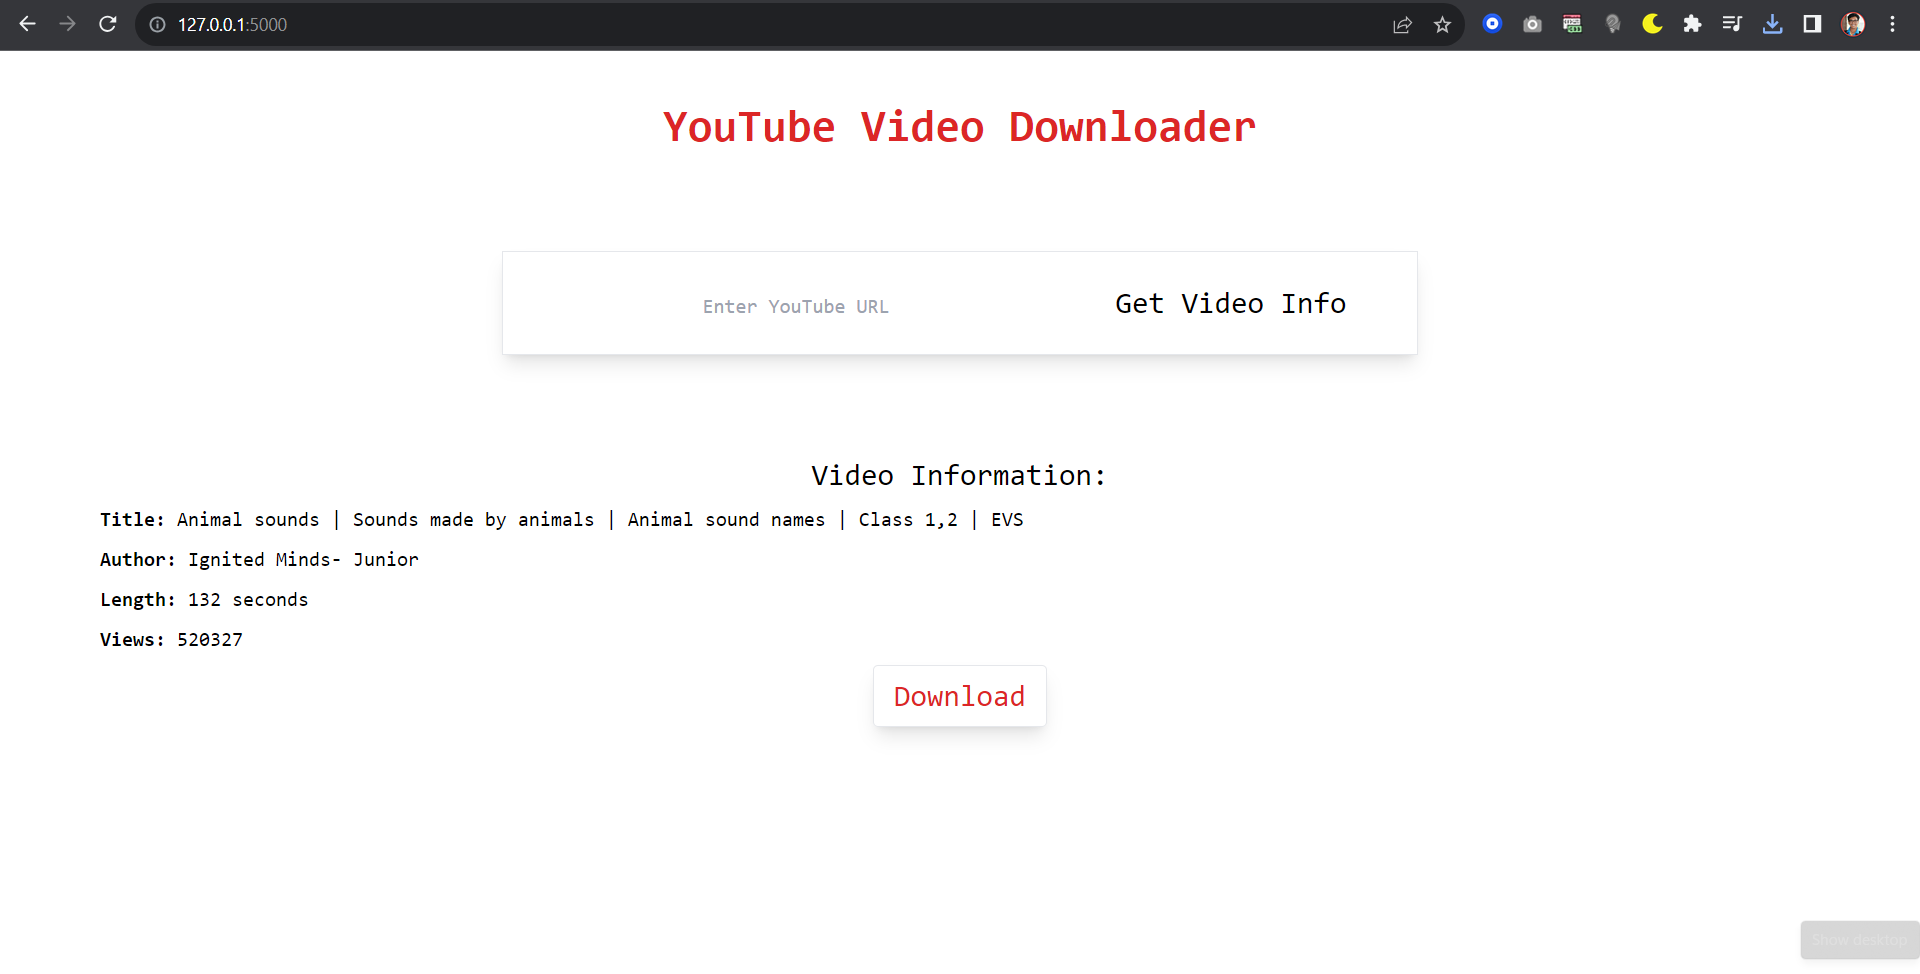 127.0.0.1:5000
YouTube Video Downloader
Enter YouTube URL
Get Video Info
Video Information:
Title: Animal sounds | Sounds made by animals | Animal sound names | Class 1,2 | EVS
Author: Ignited Minds- Junior
Length: 132 seconds
Views: 520327
Download
Show desktop